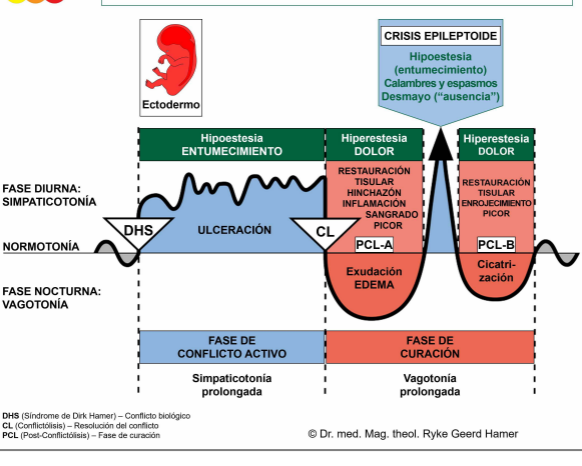 CRISIS EPILEPTOIDE
Hipoestesia
(entumecimiento)
Calambres y espasmos
Desmayo (“ausencia”)
Ectodermo
Hipoestesia
ENTUMECIMIENTO
Hiperestesia
DOLOR
Hiperestesia
DOLOR
FASE DIURNA:
SIMPATICOTONÍA
RESTAURACIÓN
TISULAR
HINCHAZÓN
INFLAMACIÓN
SANGRADO
PICOR
RESTAURACIÓN
TISULAR
ENROJECIMIENTO
PICOR
DHS
ULCERACIÓN
CL
NORMOTONÍA
PCL-A
PCL-B
FASE NOCTURNA:
VAGOTONÍA
Exudación
EDEMA
Cicatri-
zación
FASE DE
CONFLICTO ACTIVO
FASE DE
CURACIÓN
Simpaticotonía
prolongada
Vagotonía
prolongada
DHS (Síndrome de Dirk Hamer) – Conflicto biológico
CL (Conflictólisis) – Resolución del conflicto
PCL (Post-Conflictólisis) – Fase de curación
© Dr. med. Mag. theol. Ryke Geerd Hamer